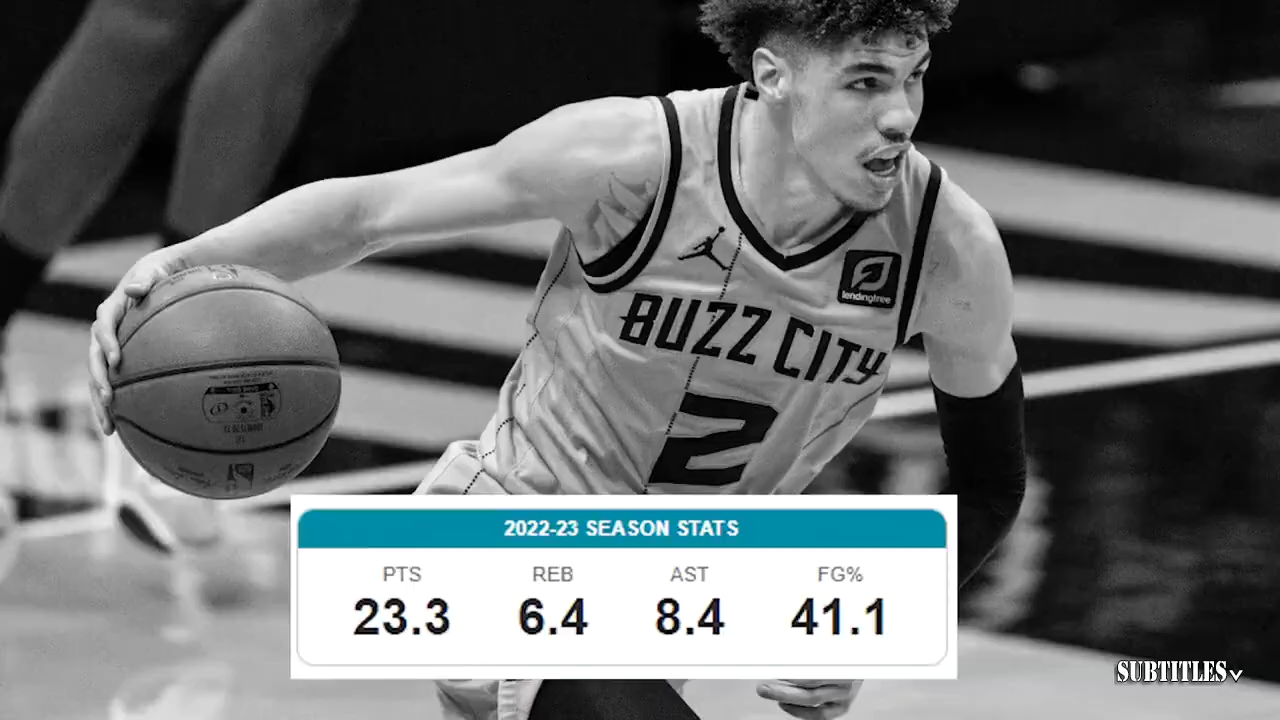 lendingtree
BUZZ CITY
2
2022-23 SEASON STATS
PTS REB AST FG%
23.3 6.4 8.4 41.1
SUBTITLES